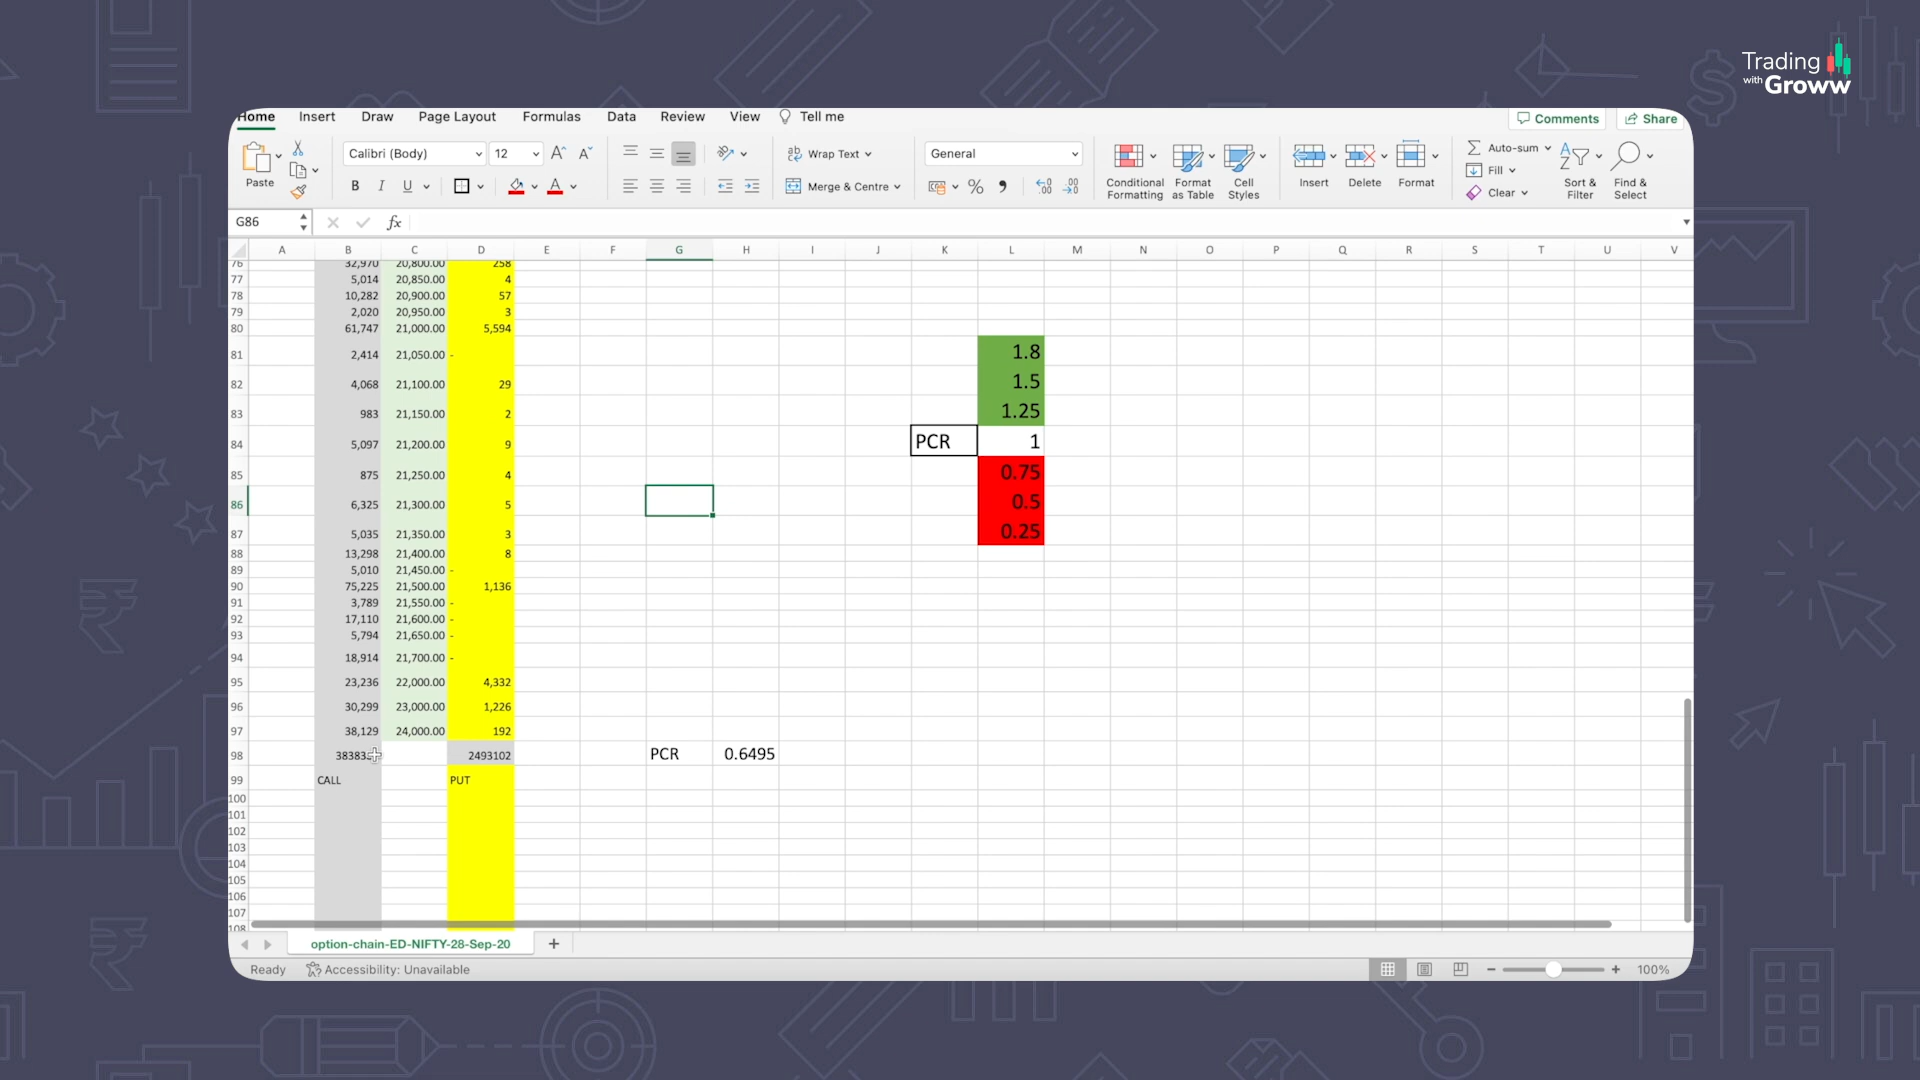 Trading
with Groww
Home Insert Draw Page Layout Formulas Data Review View Tell me Comments Share
Paste Calibri (Body) 12 A A Wrap Text General Auto-sum
Fill
B I U A Merge & Centre % Conditional Formatting Format as Table Cell Styles Insert Delete Format Clear Sort & Filter Find & Select
G86 fx
A B C D E F G H I J K L M N O P Q R S T U V
76 32,970 20,800.00 258
77 5,014 20,850.00 4
78 10,282 20,900.00 57
79 2,020 20,950.00 3
80 61,747 21,000.00 5,594
81 2,414 21,050.00 - 1.8
82 4,068 21,100.00 29 1.5
83 983 21,150.00 2 1.25
84 5,097 21,200.00 9 PCR 1
85 875 21,250.00 4 0.75
86 6,325 21,300.00 5 0.5
87 5,035 21,350.00 3 0.25
88 13,298 21,400.00 8
89 5,010 21,450.00 -
90 75,225 21,500.00 1,136
91 3,789 21,550.00 -
92 17,110 21,600.00 -
93 5,794 21,650.00 -
94 18,914 21,700.00 -
95 23,236 22,000.00 4,332
96 30,299 23,000.00 1,226
97 38,129 24,000.00 192
98 2493102 PCR 0.6495
99 CALL PUT
100
101
102
103
104
105
106
107
108
option-chain-ED-NIFTY-28-Sep-20 +
Ready Accessibility: Unavailable 100%